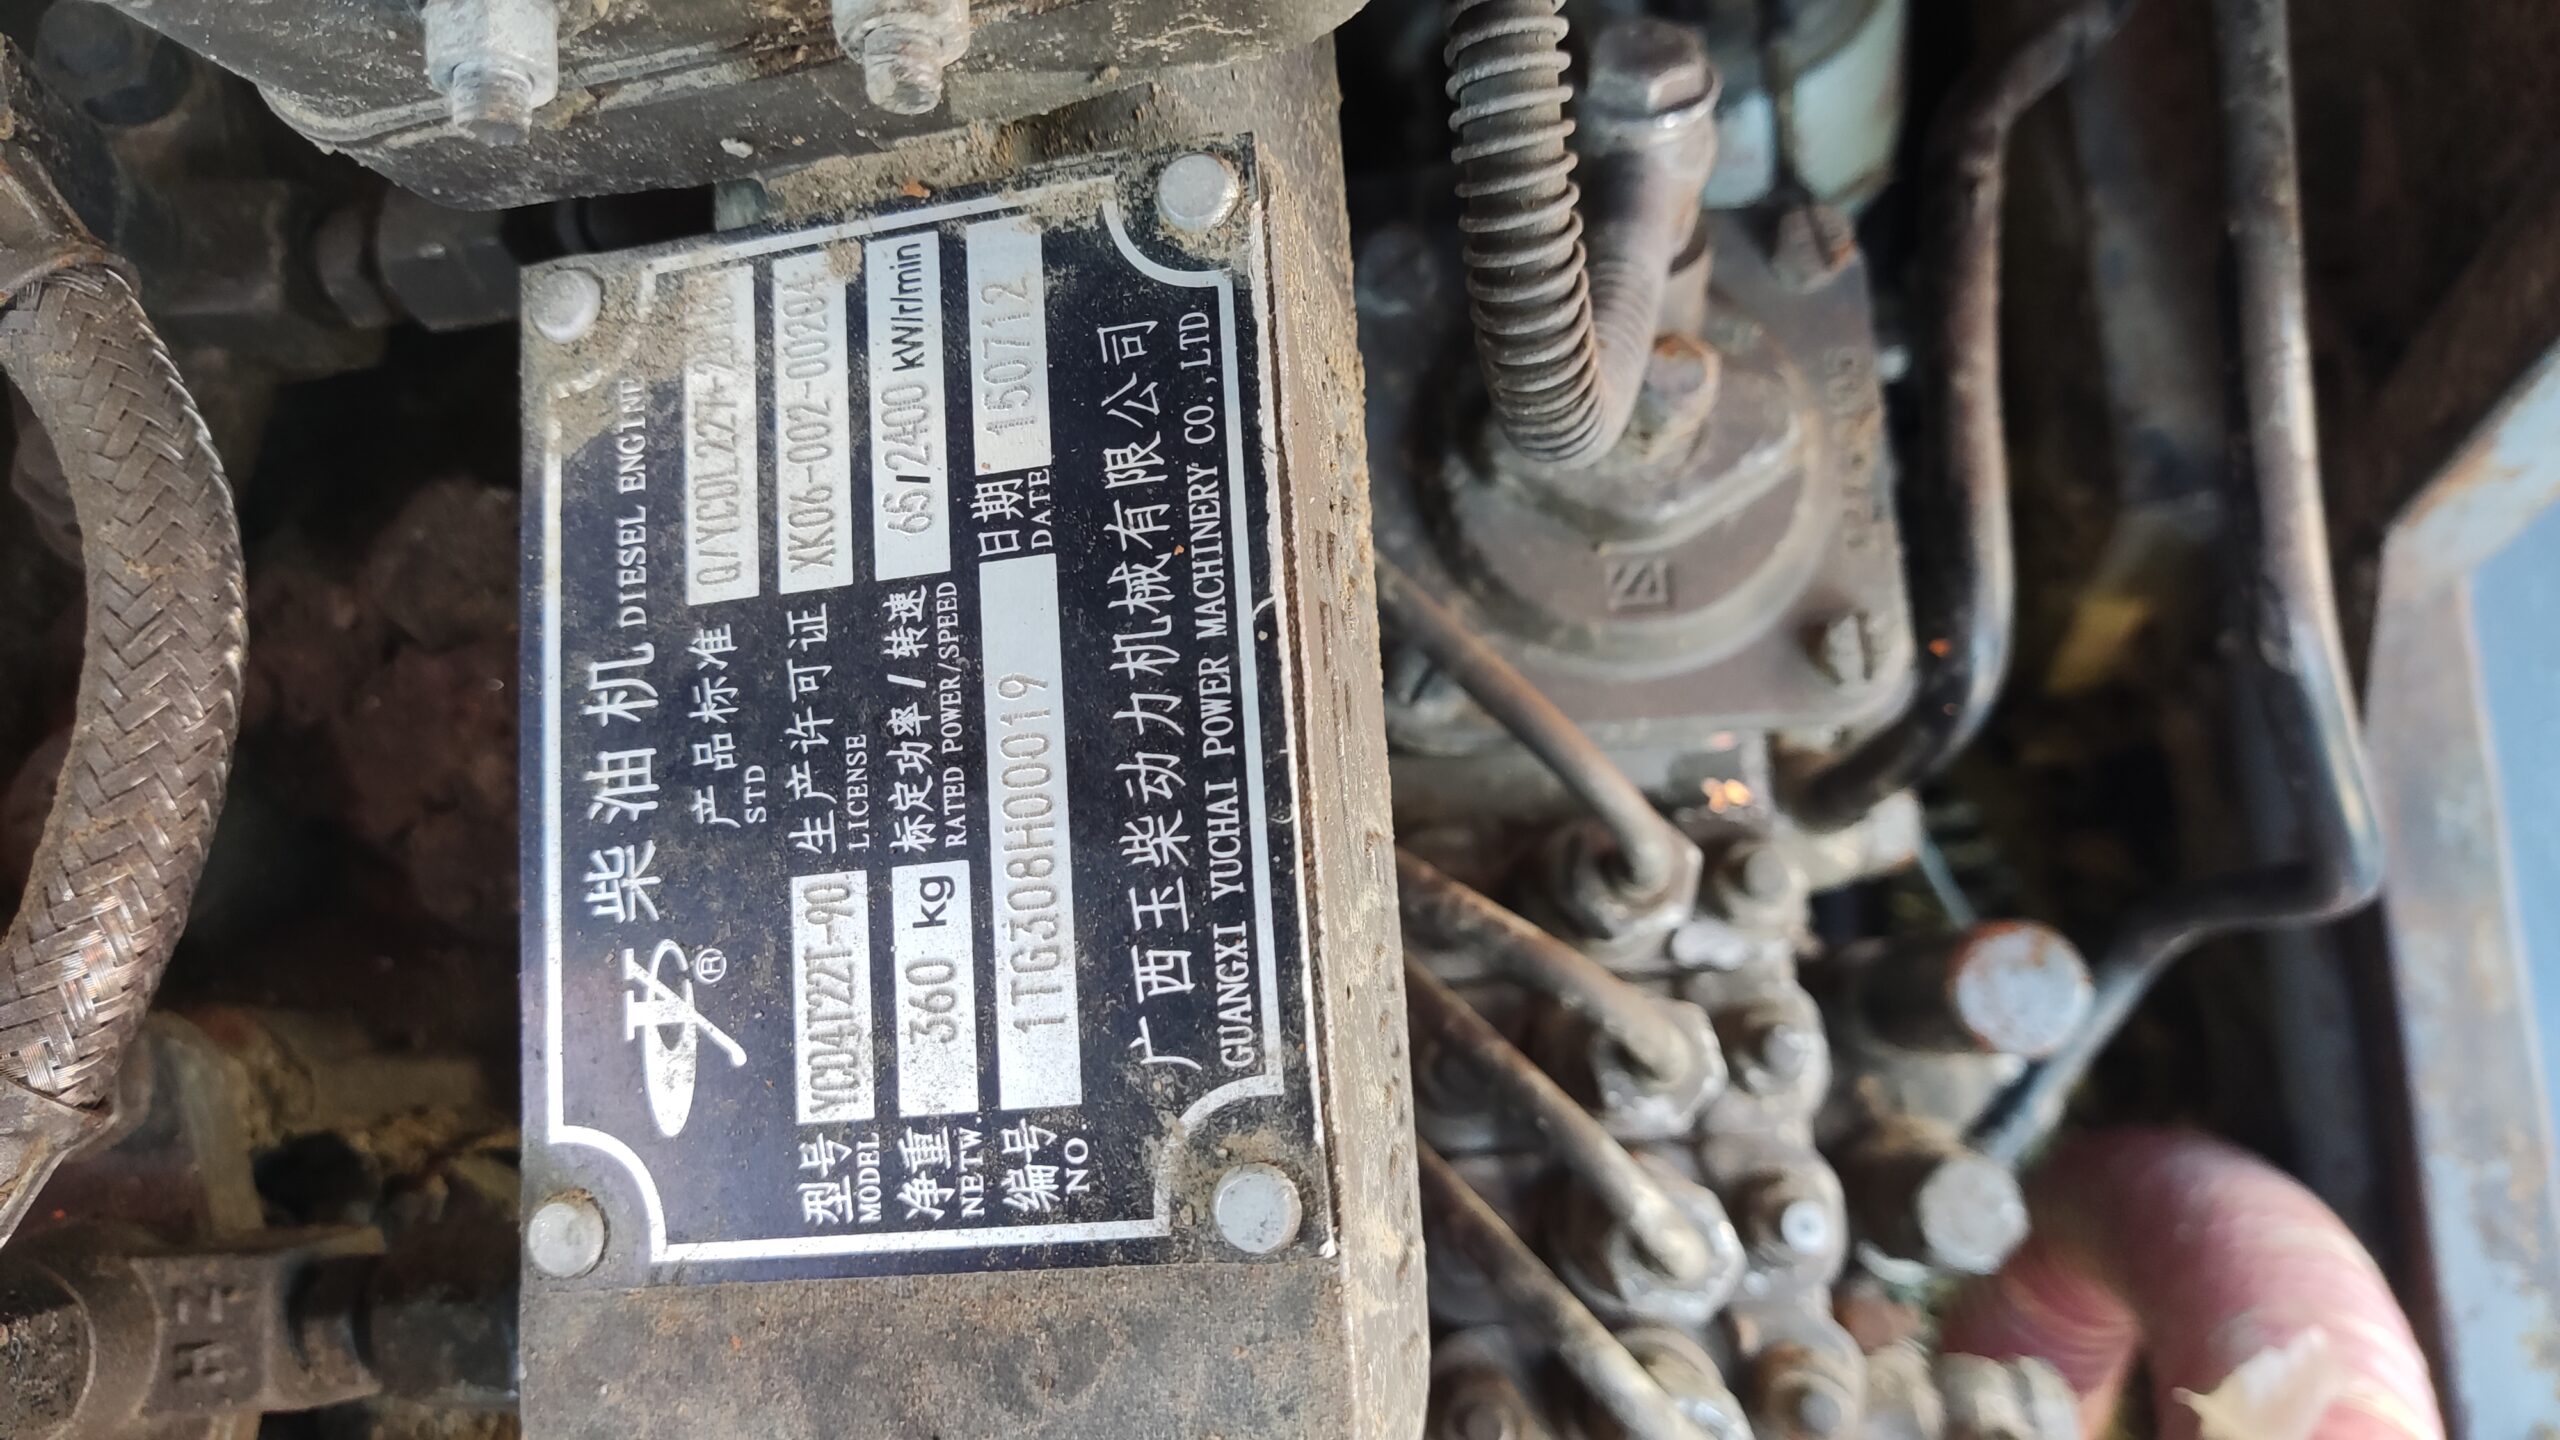 柴油机 DIESEL ENGINE
®
产品标准
STD
型号 YCD4T22T-90 生产许可证 XK06-002-00204
MODEL LICENSE
净重 360 kg 标定功率/转速 65/2400 kW/r/min
NETW. RATED POWER/SPEED
编号 1TG308H00019 日期 150712
NO. DATE
广西玉柴动力机械有限公司
GUANGXI YUCHAI POWER MACHINERY CO.,LTD.